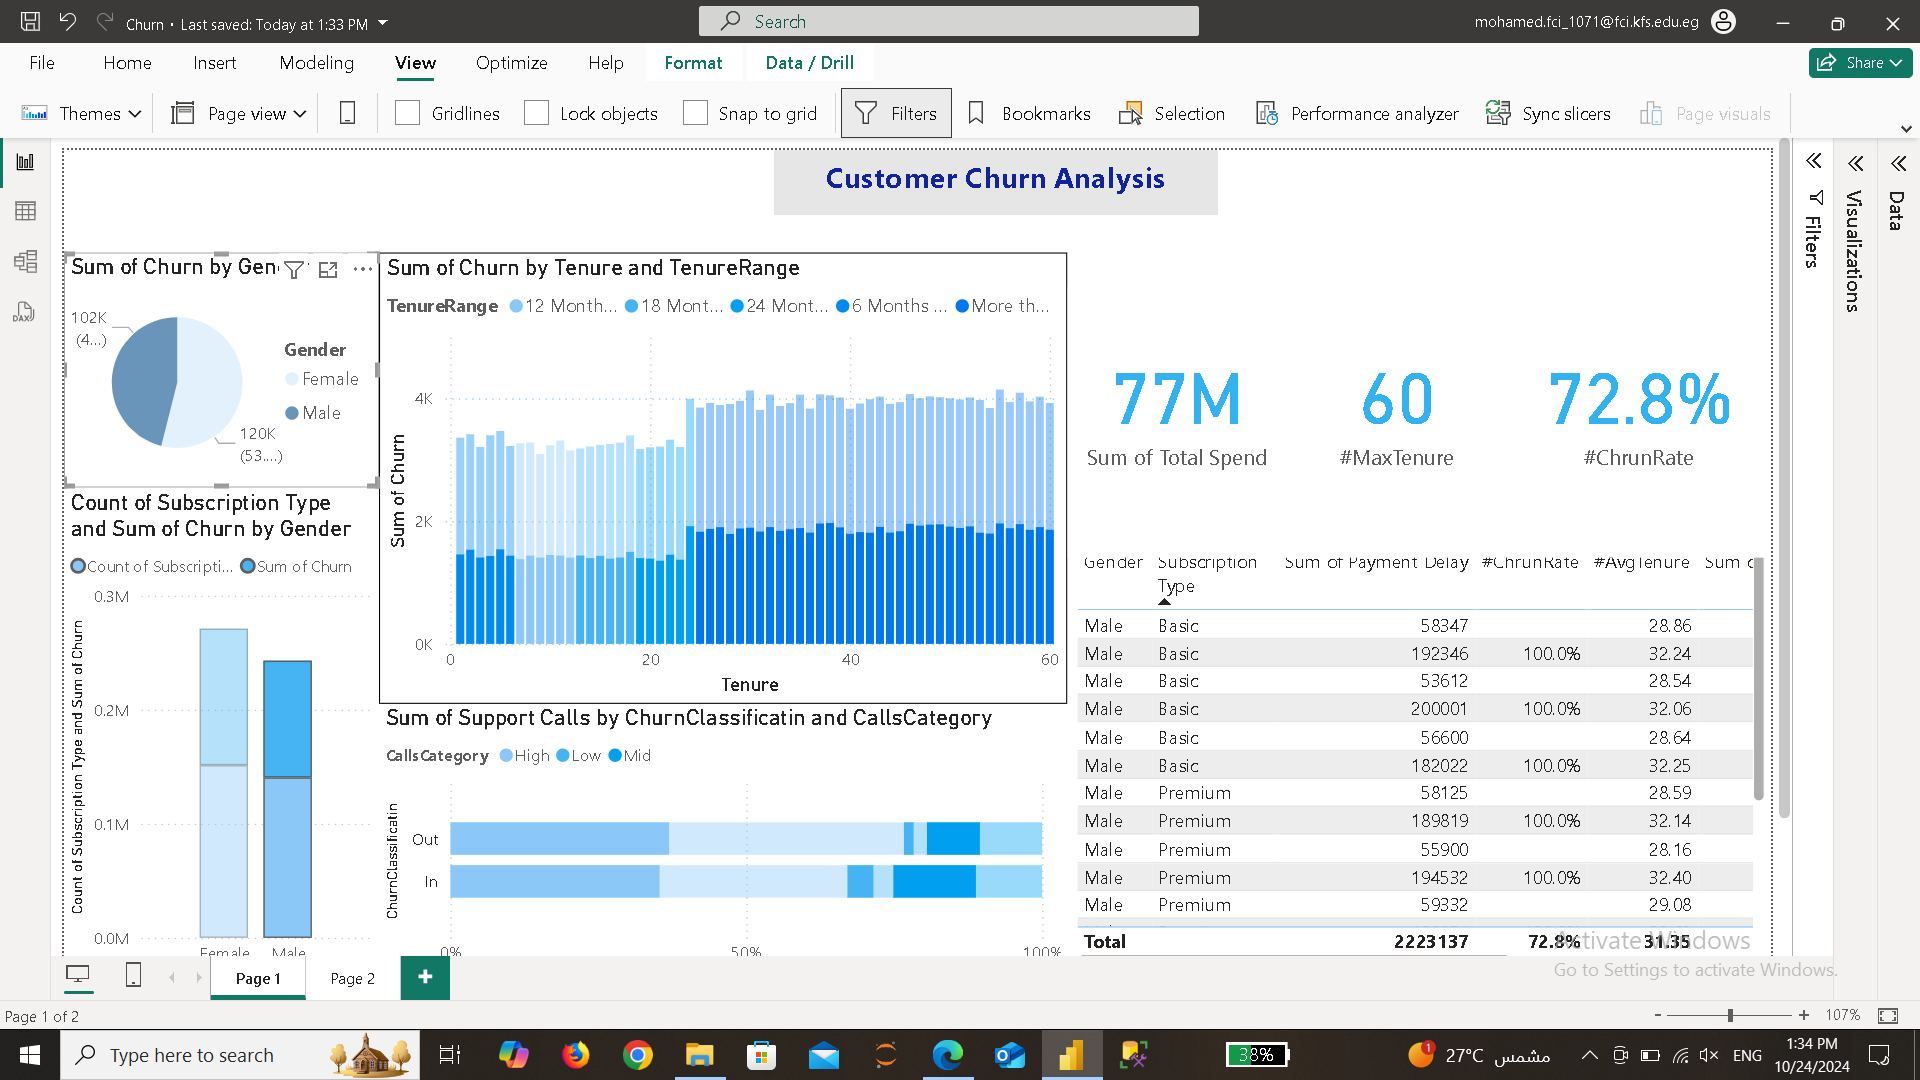 Churn • Last saved: Today at 1:33 PM
Search
mohamed.fci_1071@fci.kfs.edu.eg
File Home Insert Modeling View Optimize Help Format Data / Drill
Share
Themes Page view Gridlines Lock objects Snap to grid Filters Bookmarks Selection Performance analyzer Sync slicers Page visuals
Customer Churn Analysis
Filters
Visualizations
Data
DAX
Sum of Churn by Gen
102K
(4...)
120K
(53....)
Gender
Female
Male
Sum of Churn by Tenure and TenureRange
TenureRange 12 Month... 18 Mont... 24 Mont... 6 Months ... More th...
Sum of Churn
4K
2K
0K
0 20 40 60
Tenure
77M
Sum of Total Spend
60
#MaxTenure
72.8%
#ChrunRate
Count of Subscription Type
and Sum of Churn by Gender
Count of Subscripti... Sum of Churn
Count of Subscription Type and Sum of Churn
0.3M
0.2M
0.1M
0.0M
Female Male
Sum of Support Calls by ChurnClassificatin and CallsCategory
CallsCategory High Low Mid
ChurnClassificatin
Out
In
0% 50% 100%
Gender Subscription Type Sum of Payment Delay #ChrunRate #AvgTenure Sum c
Male Basic 58347 28.86
Male Basic 192346 100.0% 32.24
Male Basic 53612 28.54
Male Basic 200001 100.0% 32.06
Male Basic 56600 28.64
Male Basic 182022 100.0% 32.25
Male Premium 58125 28.59
Male Premium 189819 100.0% 32.14
Male Premium 55900 28.16
Male Premium 194532 100.0% 32.40
Male Premium 59332 29.08
Total 2223137 72.8% 31.35
Activate Windows
Go to Settings to activate Windows.
Page 1 Page 2 +
Page 1 of 2
- + 107%
Type here to search
38%
1
27°C مشمس
ENG
1:34 PM
10/24/2024